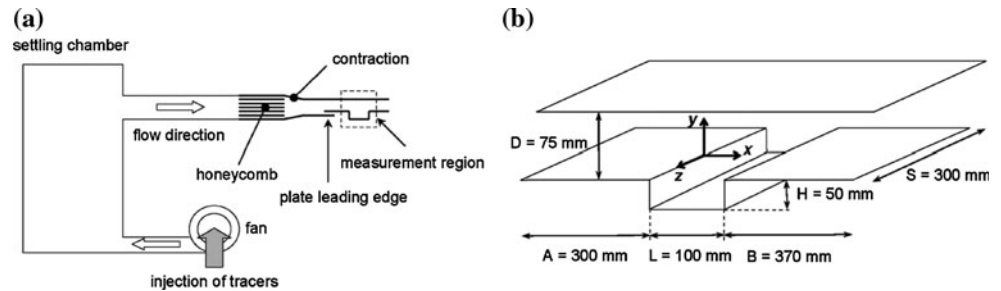 (a)
settling chamber
contraction
flow direction
honeycomb
measurement region
plate leading edge
fan
injection of tracers
(b)
D = 75 mm
y
x
z
S = 300 mm
H = 50 mm
A = 300 mm
L = 100 mm
B = 370 mm